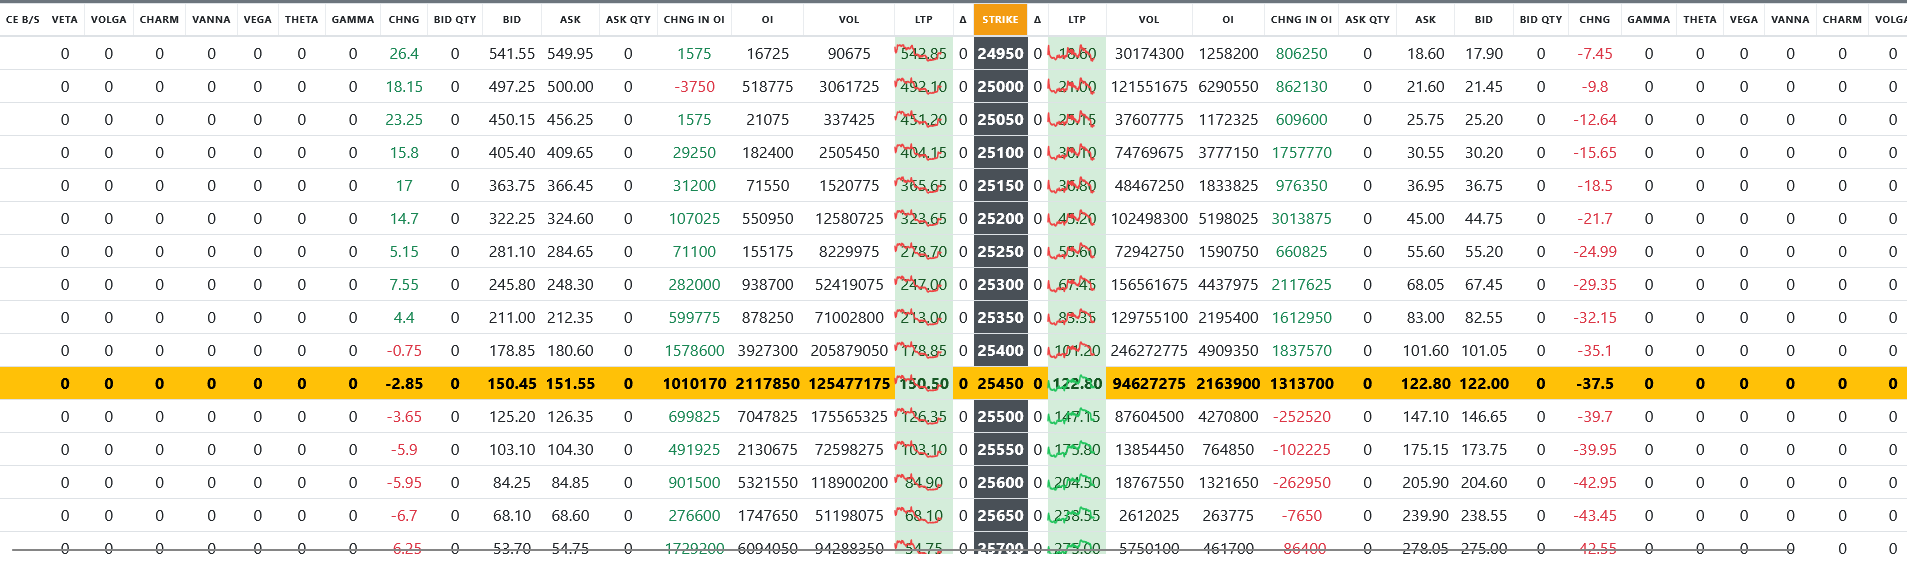 CE B/S VETA VOLGA CHARM VANNA VEGA THETA GAMMA CHNG BID QTY BID ASK ASK QTY CHNG IN OI OI VOL LTP Δ STRIKE Δ LTP VOL OI CHNG IN OI ASK QTY ASK BID BID QTY CHNG GAMMA THETA VEGA VANNA CHARM VOLGA
0 0 0 0 0 0 0 26.4 0 541.55 549.95 0 1575 16725 90675 542.85 0 24950 0 18.60 30174300 1258200 806250 0 18.60 17.90 0 -7.45 0 0 0 0 0 0
0 0 0 0 0 0 0 18.15 0 497.25 500.00 0 -3750 518775 3061725 492.10 0 25000 0 21.00 121551675 6290550 862130 0 21.60 21.45 0 -9.8 0 0 0 0 0 0
0 0 0 0 0 0 0 23.25 0 450.15 456.25 0 1575 21075 337425 451.20 0 25050 0 25.15 37607775 1172325 609600 0 25.75 25.20 0 -12.64 0 0 0 0 0 0
0 0 0 0 0 0 0 15.8 0 405.40 409.65 0 29250 182400 2505450 404.15 0 25100 0 30.10 74769675 3777150 1757770 0 30.55 30.20 0 -15.65 0 0 0 0 0 0
0 0 0 0 0 0 0 17 0 363.75 366.45 0 31200 71550 1520775 365.65 0 25150 0 36.80 48467250 1833825 976350 0 36.95 36.75 0 -18.5 0 0 0 0 0 0
0 0 0 0 0 0 0 14.7 0 322.25 324.60 0 107025 550950 12580725 323.65 0 25200 0 45.20 102498300 5198025 3013875 0 45.00 44.75 0 -21.7 0 0 0 0 0 0
0 0 0 0 0 0 0 5.15 0 281.10 284.65 0 71100 155175 8229975 278.70 0 25250 0 55.60 72942750 1590750 660825 0 55.60 55.20 0 -24.99 0 0 0 0 0 0
0 0 0 0 0 0 0 7.55 0 245.80 248.30 0 282000 938700 52419075 247.00 0 25300 0 67.45 156561675 4437975 2117625 0 68.05 67.45 0 -29.35 0 0 0 0 0 0
0 0 0 0 0 0 0 4.4 0 211.00 212.35 0 599775 878250 71002800 213.00 0 25350 0 83.35 129755100 2195400 1612950 0 83.00 82.55 0 -32.15 0 0 0 0 0 0
0 0 0 0 0 0 0 -0.75 0 178.85 180.60 0 1578600 3927300 205879050 178.85 0 25400 0 101.20 246272775 4909350 1837570 0 101.60 101.05 0 -35.1 0 0 0 0 0 0
0 0 0 0 0 0 0 -2.85 0 150.45 151.55 0 1010170 2117850 125477175 150.50 0 25450 0 122.80 94627275 2163900 1313700 0 122.80 122.00 0 -37.5 0 0 0 0 0 0
0 0 0 0 0 0 0 -3.65 0 125.20 126.35 0 699825 7047825 175565325 126.35 0 25500 0 147.15 87604500 4270800 -252520 0 147.10 146.65 0 -39.7 0 0 0 0 0 0
0 0 0 0 0 0 0 -5.9 0 103.10 104.30 0 491925 2130675 72598275 103.10 0 25550 0 175.80 13854450 764850 -102225 0 175.15 173.75 0 -39.95 0 0 0 0 0 0
0 0 0 0 0 0 0 -5.95 0 84.25 84.85 0 901500 5321550 118900200 84.90 0 25600 0 204.50 18767550 1321650 -262950 0 205.90 204.60 0 -42.95 0 0 0 0 0 0
0 0 0 0 0 0 0 -6.7 0 68.10 68.60 0 276600 1747650 51198075 68.10 0 25650 0 238.55 2612025 263775 -7650 0 239.90 238.55 0 -43.45 0 0 0 0 0 0
0 0 0 0 0 0 0 -6.25 0 53.70 54.75 0 1729200 6094050 94288350 54.75 0 25700 0 275.00 5750100 461700 -86400 0 278.05 275.00 0 -42.55 0 0 0 0 0 0